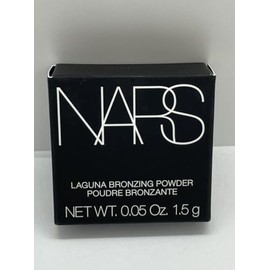 NARS
LAGUNA BRONZING POWDER
POUDRE BRONZANTE
NET WT. 0.05 Oz. 1.5 g